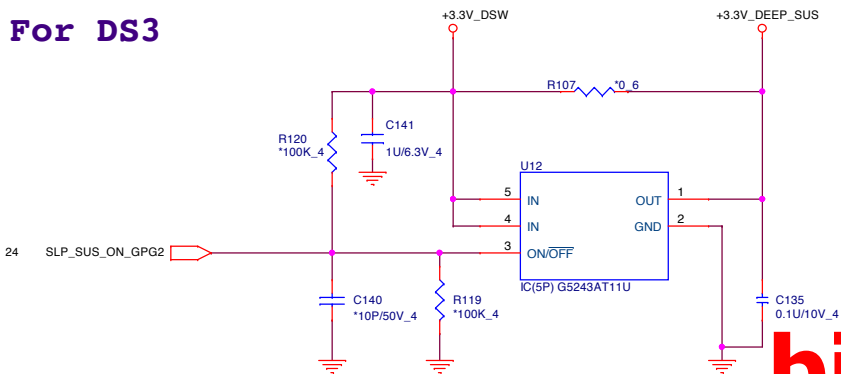 For DS3
+3.3V_DSW
+3.3V_DEEP_SUS
R107
*0_6
C141
1U/6.3V_4
R120
*100K_4
U12
5
IN
OUT
1
4
IN
GND
2
3
ON/OFF
IC(5P) G5243AT11U
24
SLP_SUS_ON_GPG2
C140
*10P/50V_4
R119
*100K_4
C135
0.1U/10V_4